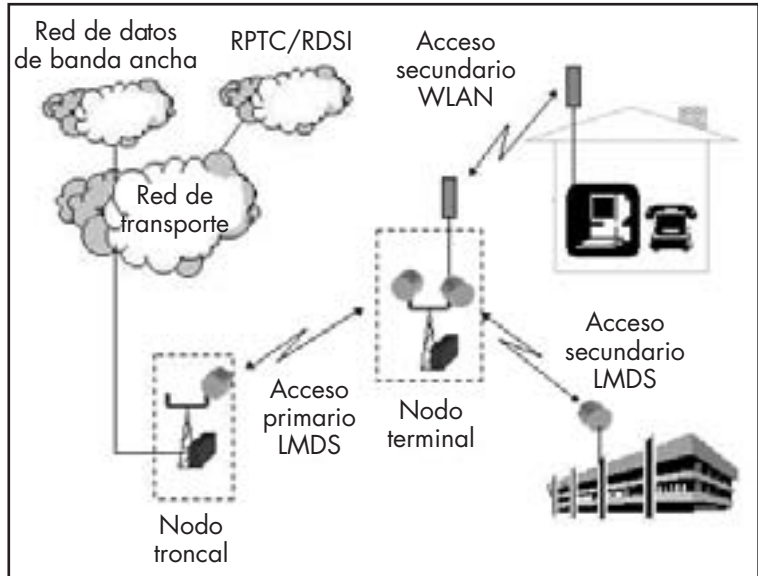 Red de datos
de banda ancha
RPTC/RDSI
Acceso
secundario
WLAN
Red de
transporte
Acceso
secundario
LMDS
Acceso
primario
LMDS
Nodo
terminal
Nodo
troncal